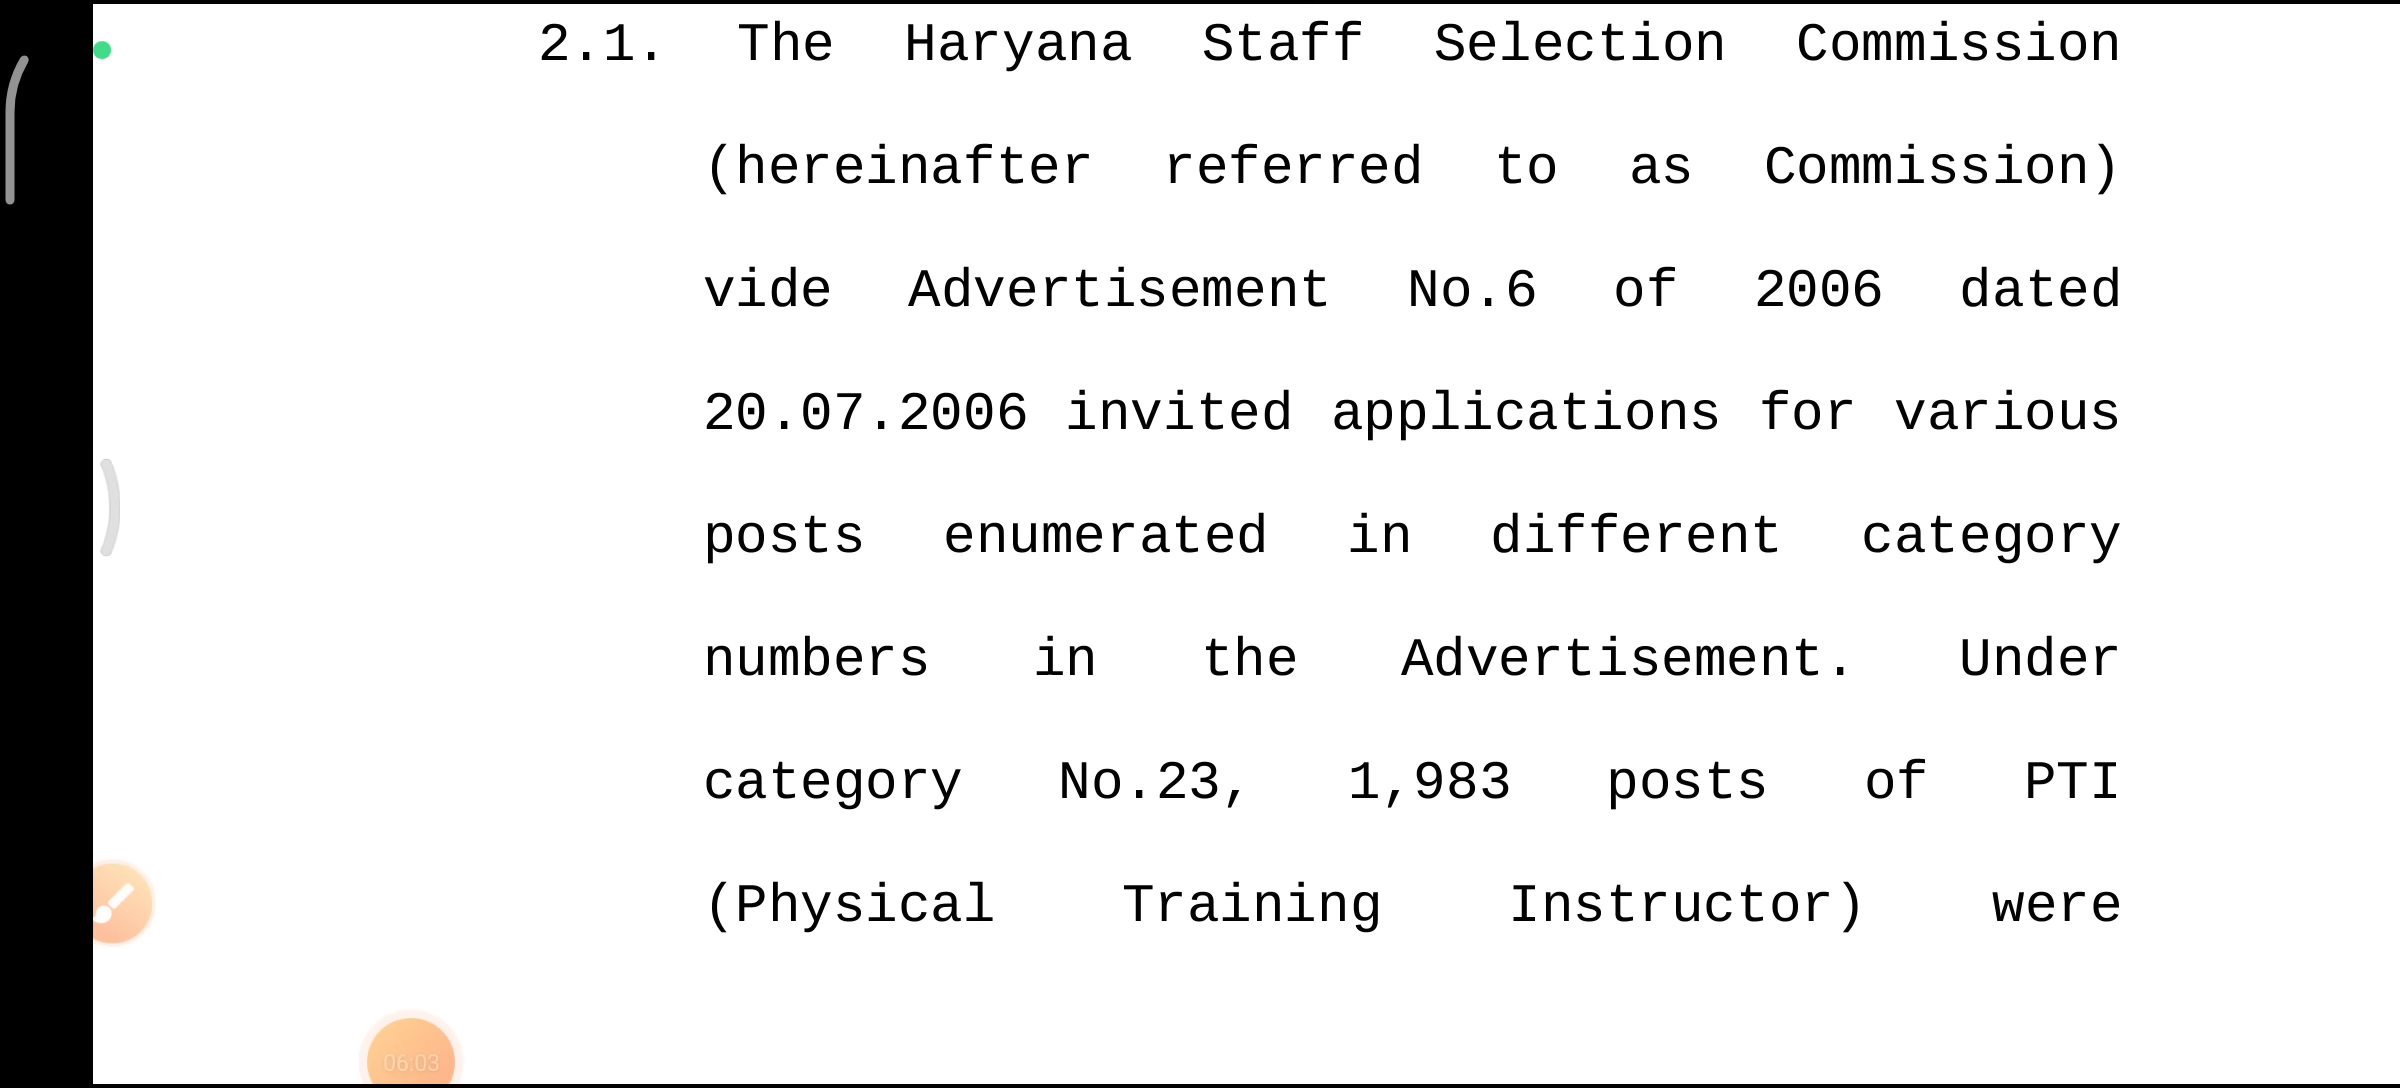 2.1. The Haryana Staff Selection Commission
(hereinafter referred to as Commission)
vide Advertisement No.6 of 2006 dated
20.07.2006 invited applications for various
posts enumerated in different category
numbers in the Advertisement. Under
category No.23, 1,983 posts of PTI
(Physical Training Instructor) were
06:03